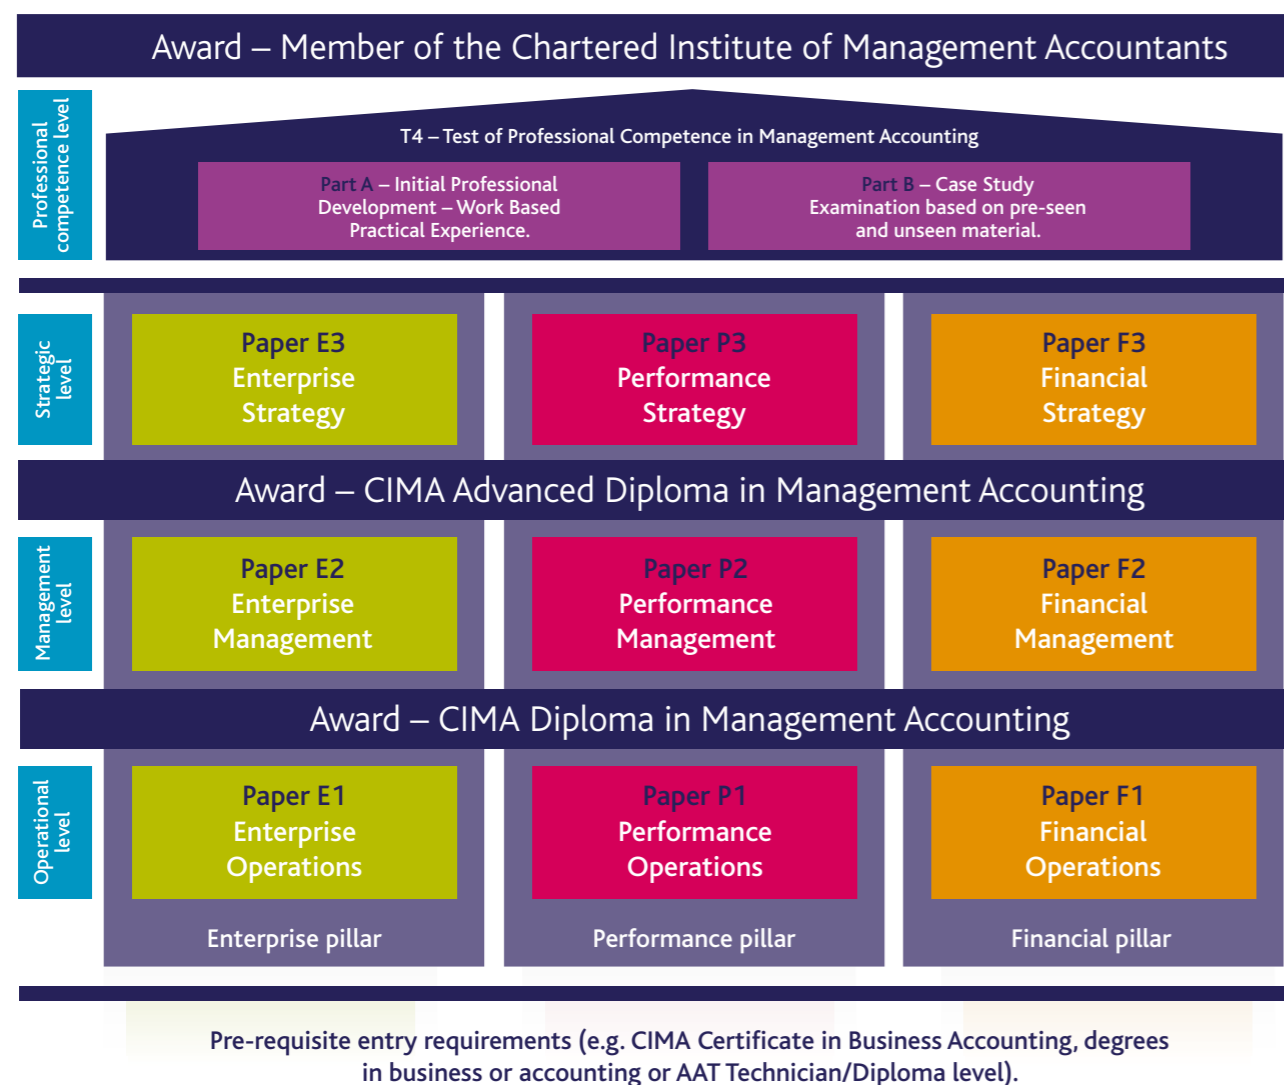 Award – Member of the Chartered Institute of Management Accountants
Professional
competence level
T4 – Test of Professional Competence in Management Accounting
Part A – Initial Professional
Development – Work Based
Practical Experience.
Part B – Case Study
Examination based on pre-seen
and unseen material.
Strategic
level
Paper E3
Enterprise
Strategy
Paper P3
Performance
Strategy
Paper F3
Financial
Strategy
Award – CIMA Advanced Diploma in Management Accounting
Management
level
Paper E2
Enterprise
Management
Paper P2
Performance
Management
Paper F2
Financial
Management
Award – CIMA Diploma in Management Accounting
Operational
level
Paper E1
Enterprise
Operations
Paper P1
Performance
Operations
Paper F1
Financial
Operations
Enterprise pillar
Performance pillar
Financial pillar
Pre-requisite entry requirements (e.g. CIMA Certificate in Business Accounting, degrees
in business or accounting or AAT Technician/Diploma level).